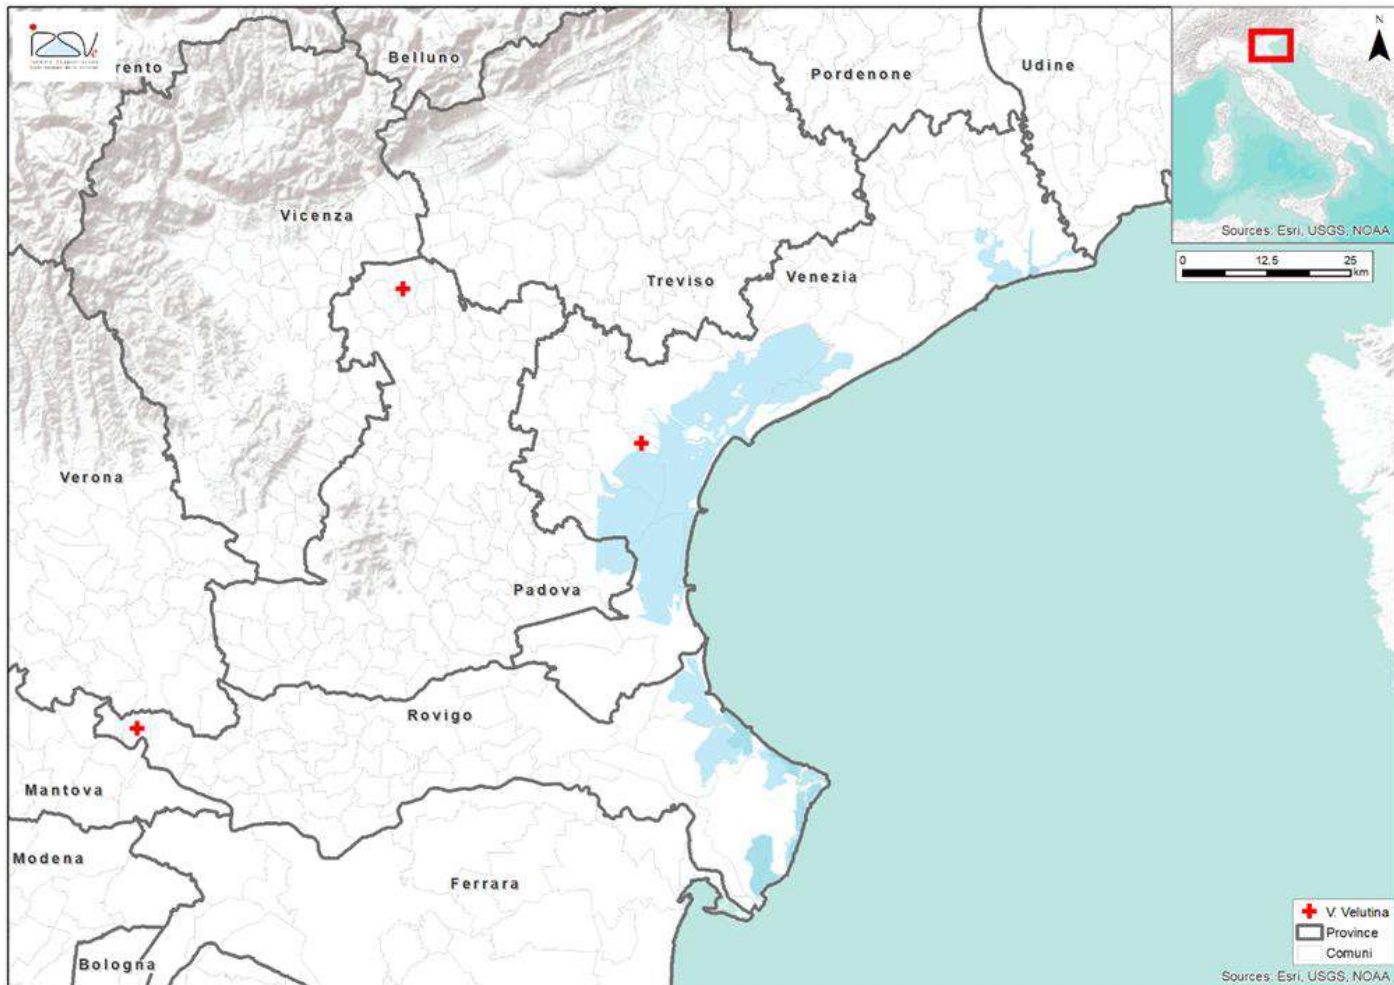 rento
Belluno
Pordenone
Udine
N
Sources: Esri, USGS, NOAA
Vicenza
0 12,5 25
km
Treviso
Venezia
Verona
Padova
Rovigo
Mantova
Modena
Ferrara
Bologna
V. Velutina
Province
Comuni
Sources: Esri, USGS, NOAA